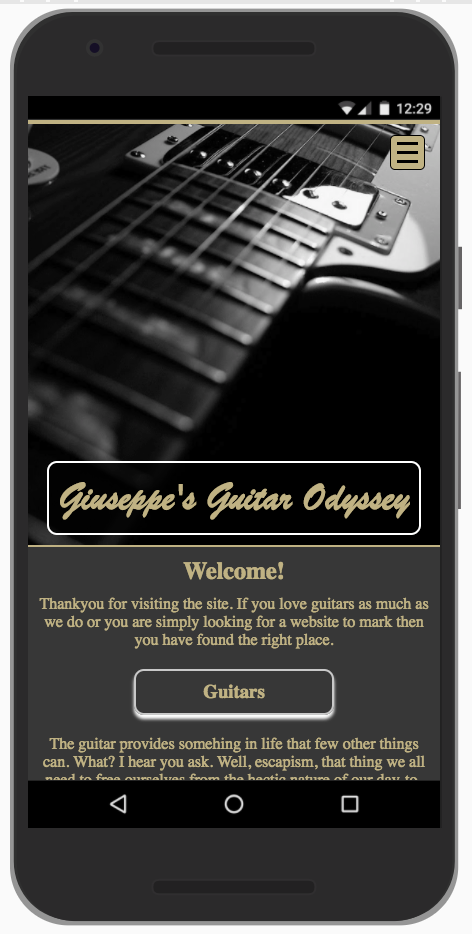 12:29
Giuseppe's Guitar Odyssey
Welcome!
Thankyou for visiting the site. If you love guitars as much as
we do or you are simply looking for a website to mark then
you have found the right place.
Guitars
The guitar provides somehing in life that few other things
can. What? I hear you ask. Well, escapism, that thing we all
need to free ourselves from the hectic nature of our day-to-